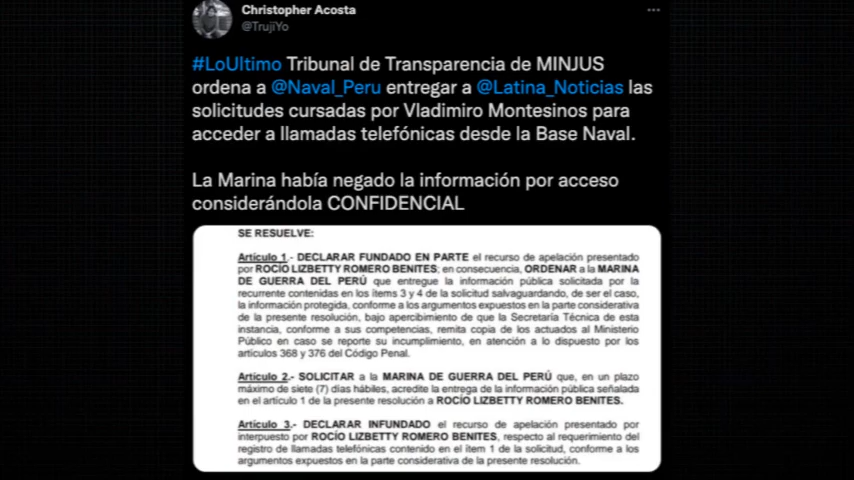 Christopher Acosta
@TrujiYo
#LoUltimo Tribunal de Transparencia de MINJUS
ordena a @Naval_Peru entregar a @Latina_Noticias las
solicitudes cursadas por Vladimiro Montesinos para
acceder a llamadas telefónicas desde la Base Naval.
La Marina había negado la información por acceso
considerándola CONFIDENCIAL
SE RESUELVE:
Artículo 1.- DECLARAR FUNDADO EN PARTE el recurso de apelación presentado
por ROCÍO LIZBETTY ROMERO BENITES; en consecuencia, ORDENAR a la MARINA
DE GUERRA DEL PERÚ que entregue la información pública solicitada por la
recurrente contenidas en los ítems 3 y 4 de la solicitud salvaguardando, de ser el caso,
la información protegida, conforme a los argumentos expuestos en la parte considerativa
de la presente resolución, bajo apercibimiento de que la Secretaría Técnica de esta
instancia, conforme a sus competencias, remita copia de los actuados al Ministerio
Público en caso se reporte su incumplimiento, en atención a lo dispuesto por los
artículos 368 y 376 del Código Penal.
Artículo 2.- SOLICITAR a la MARINA DE GUERRA DEL PERÚ que, en un plazo
máximo de siete (7) días hábiles, acredite la entrega de la información pública señalada
en el artículo 1 de la presente resolución a ROCÍO LIZBETTY ROMERO BENITES.
Artículo 3.- DECLARAR INFUNDADO el recurso de apelación presentado por
interpuesto por ROCÍO LIZBETTY ROMERO BENITES, respecto al requerimiento del
registro de llamadas telefónicas contenido en el ítem 1 de la solicitud, conforme a los
argumentos expuestos en la parte considerativa de la presente resolución.